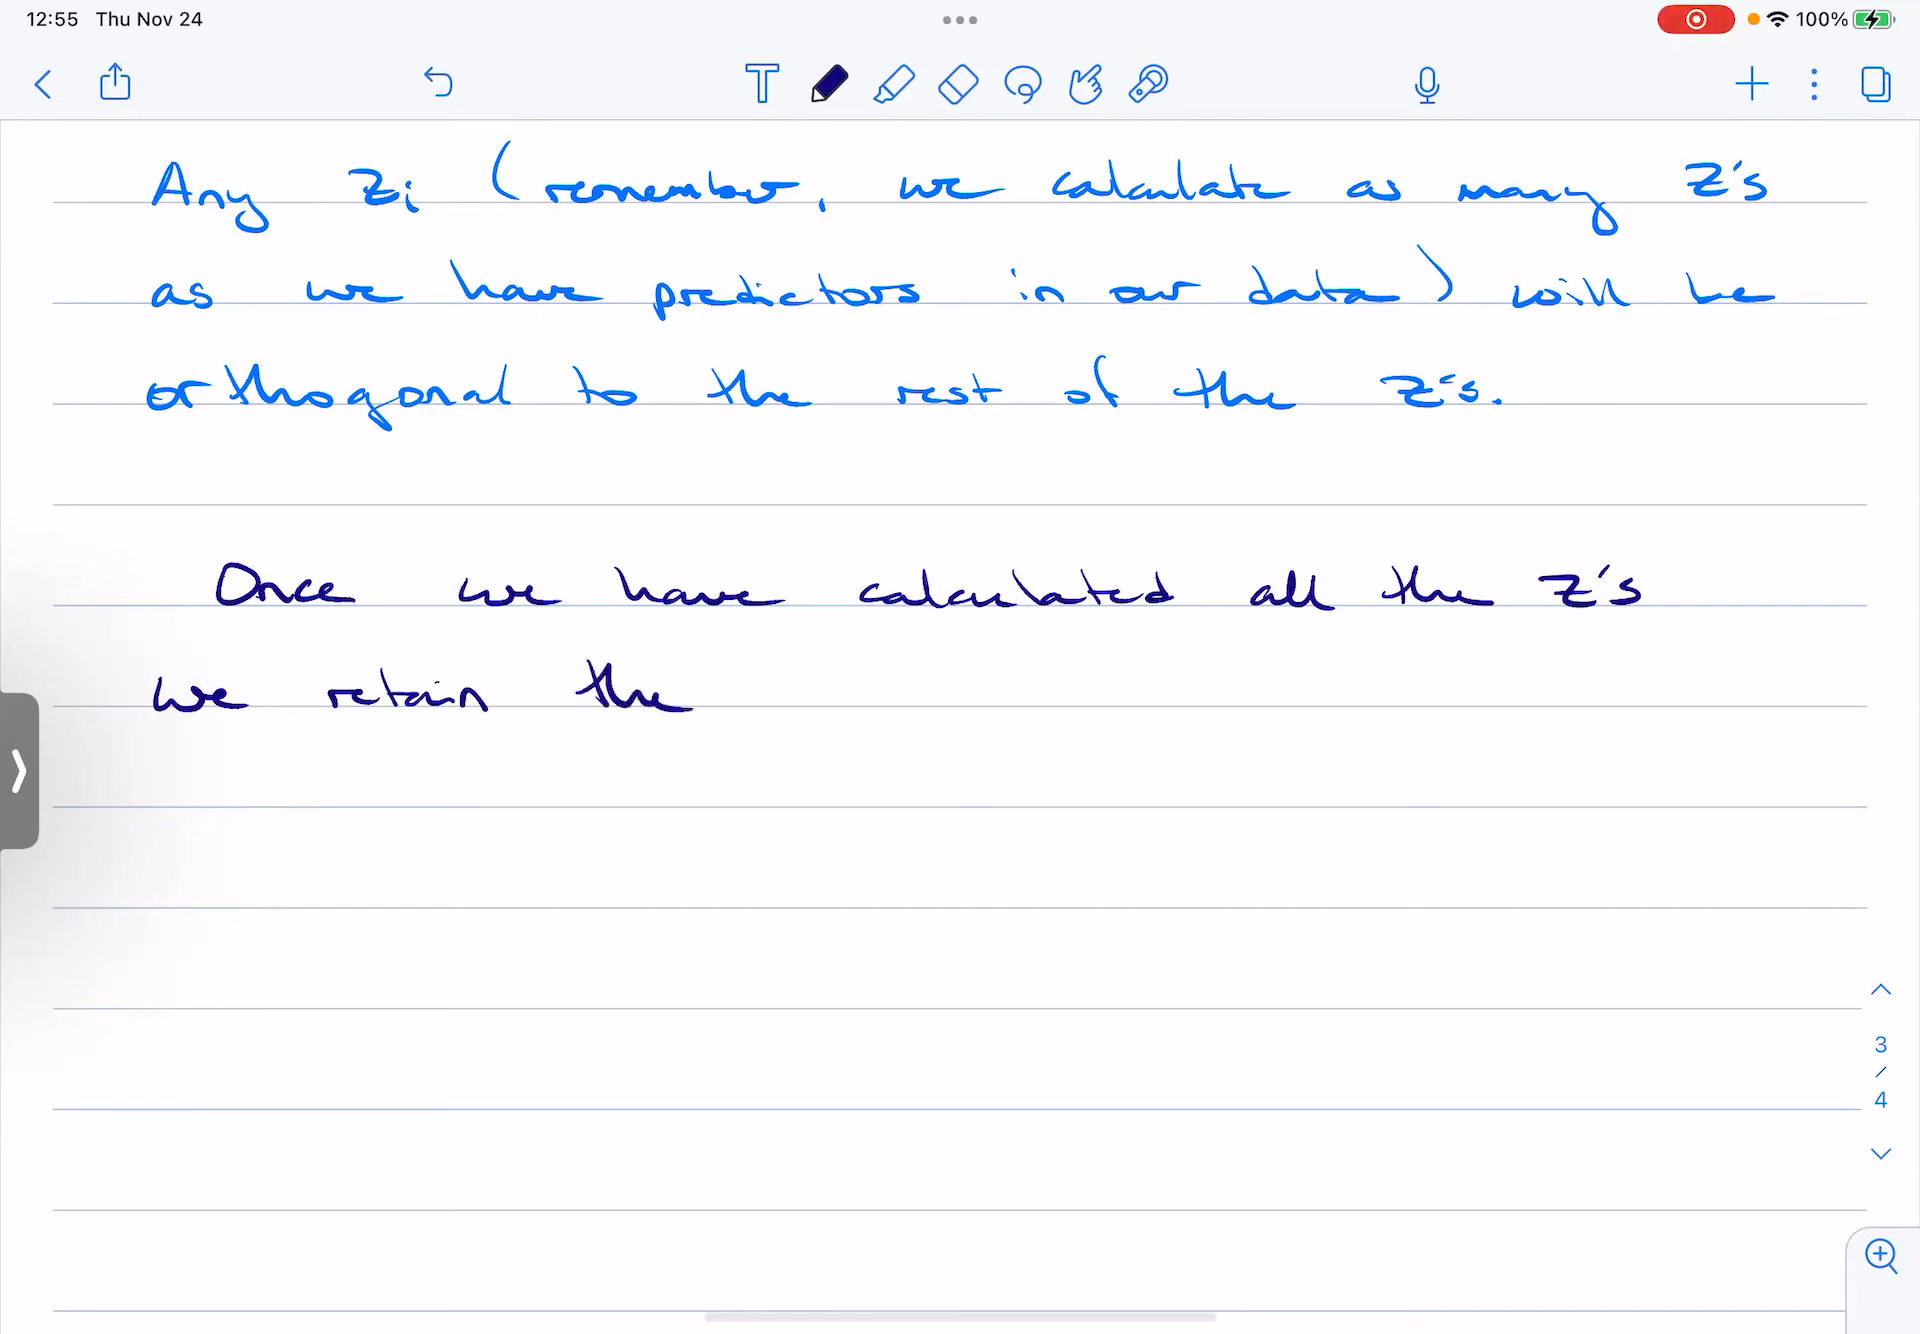 12:55 Thu Nov 24
100%
T
Any Zi (remember, we calculate as many Z's
as we have predictors in our data) will be
orthogonal to the rest of the Z's.
Once we have calculated all the Z's
we retain the
3
/
4